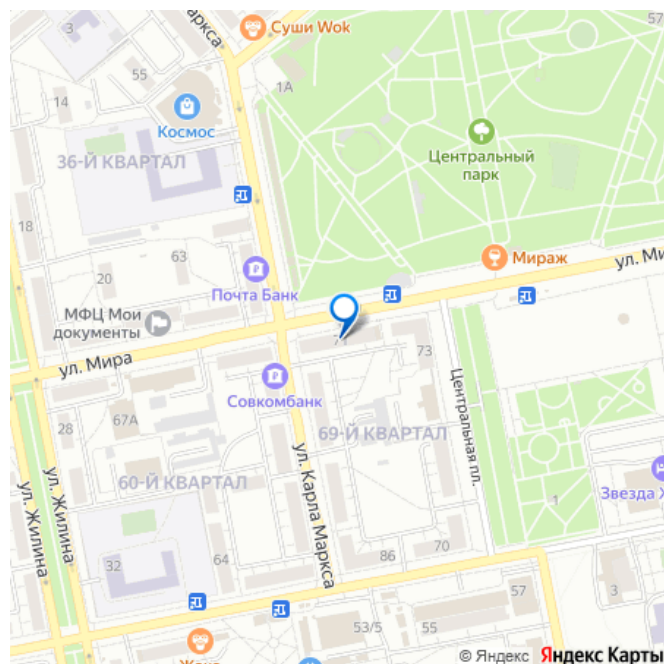 3
Маркса
Суши Wok
57
55
1А
14
Космос
36-Й КВАРТАЛ
Центральный
парк
18
63
20
Почта Банк
Мираж
ул. Ми
МФЦ Мои
документы
ул. Мира
71
73
Совкомбанк
Центральная пл.
67А
28
69-Й КВАРТАЛ
ул. Карла Маркса
60-Й КВАРТАЛ
ул. Жилина
ул. Жилина
Звезда Х
1
32
64
86
70
57
3
53/5
55
© Яндекс Яндекс Карты